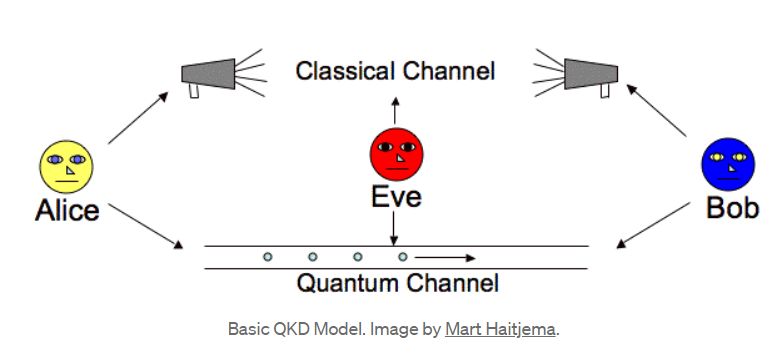 Classical Channel
Alice
Eve
Bob
Quantum Channel
Basic QKD Model. Image by Mart Haitjema.